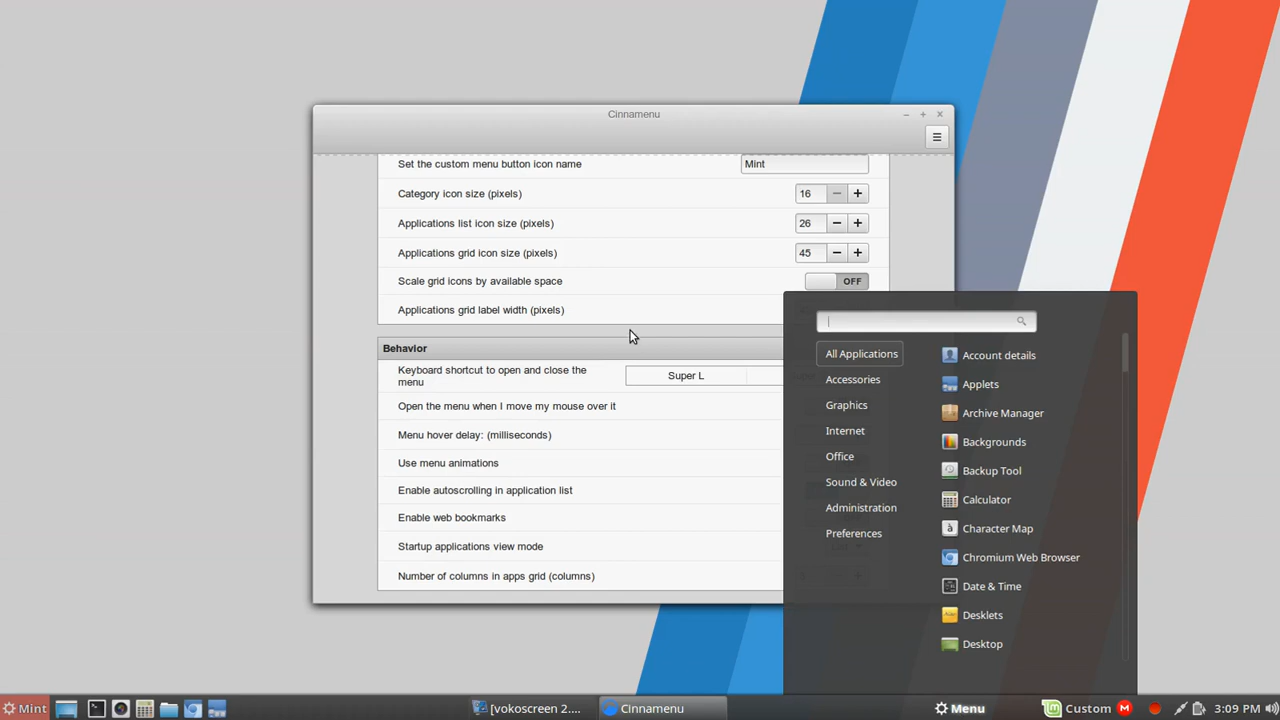 Cinnamenu
Set the custom menu button icon name Mint
Category icon size (pixels) 16
Applications list icon size (pixels) 26
Applications grid icon size (pixels) 45
Scale grid icons by available space OFF
Applications grid label width (pixels)
Behavior
Keyboard shortcut to open and close the
menu
Super L
Open the menu when I move my mouse over it
Menu hover delay: (milliseconds)
Use menu animations
Enable autoscrolling in application list
Enable web bookmarks
Startup applications view mode
Number of columns in apps grid (columns)
All Applications
Accessories
Graphics
Internet
Office
Sound & Video
Administration
Preferences
Account details
Applets
Archive Manager
Backgrounds
Backup Tool
Calculator
Character Map
Chromium Web Browser
Date & Time
Desklets
Desktop
Mint [vokoscreen 2.... Cinnamenu Menu Custom 3:09 PM